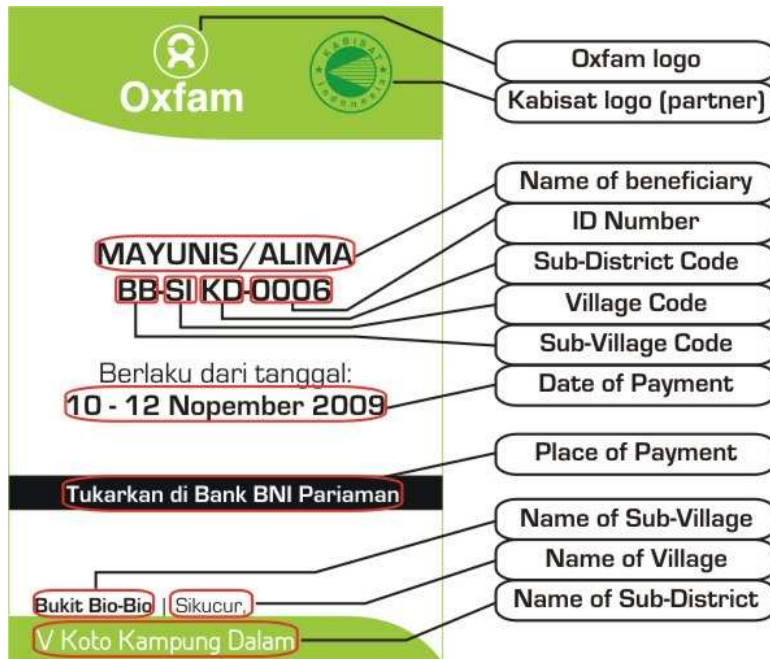 Oxfam
KABISAT
Indonesia
MAYUNIS/ALIMA
BB-SI KD-0006
Berlaku dari tanggal:
10 - 12 Nopember 2009
Tukarkan di Bank BNI Pariaman
Bukit Bio-Bio | Sikucur,
V Koto Kampung Dalam
Oxfam logo
Kabisat logo (partner)
Name of beneficiary
ID Number
Sub-District Code
Village Code
Sub-Village Code
Date of Payment
Place of Payment
Name of Sub-Village
Name of Village
Name of Sub-District